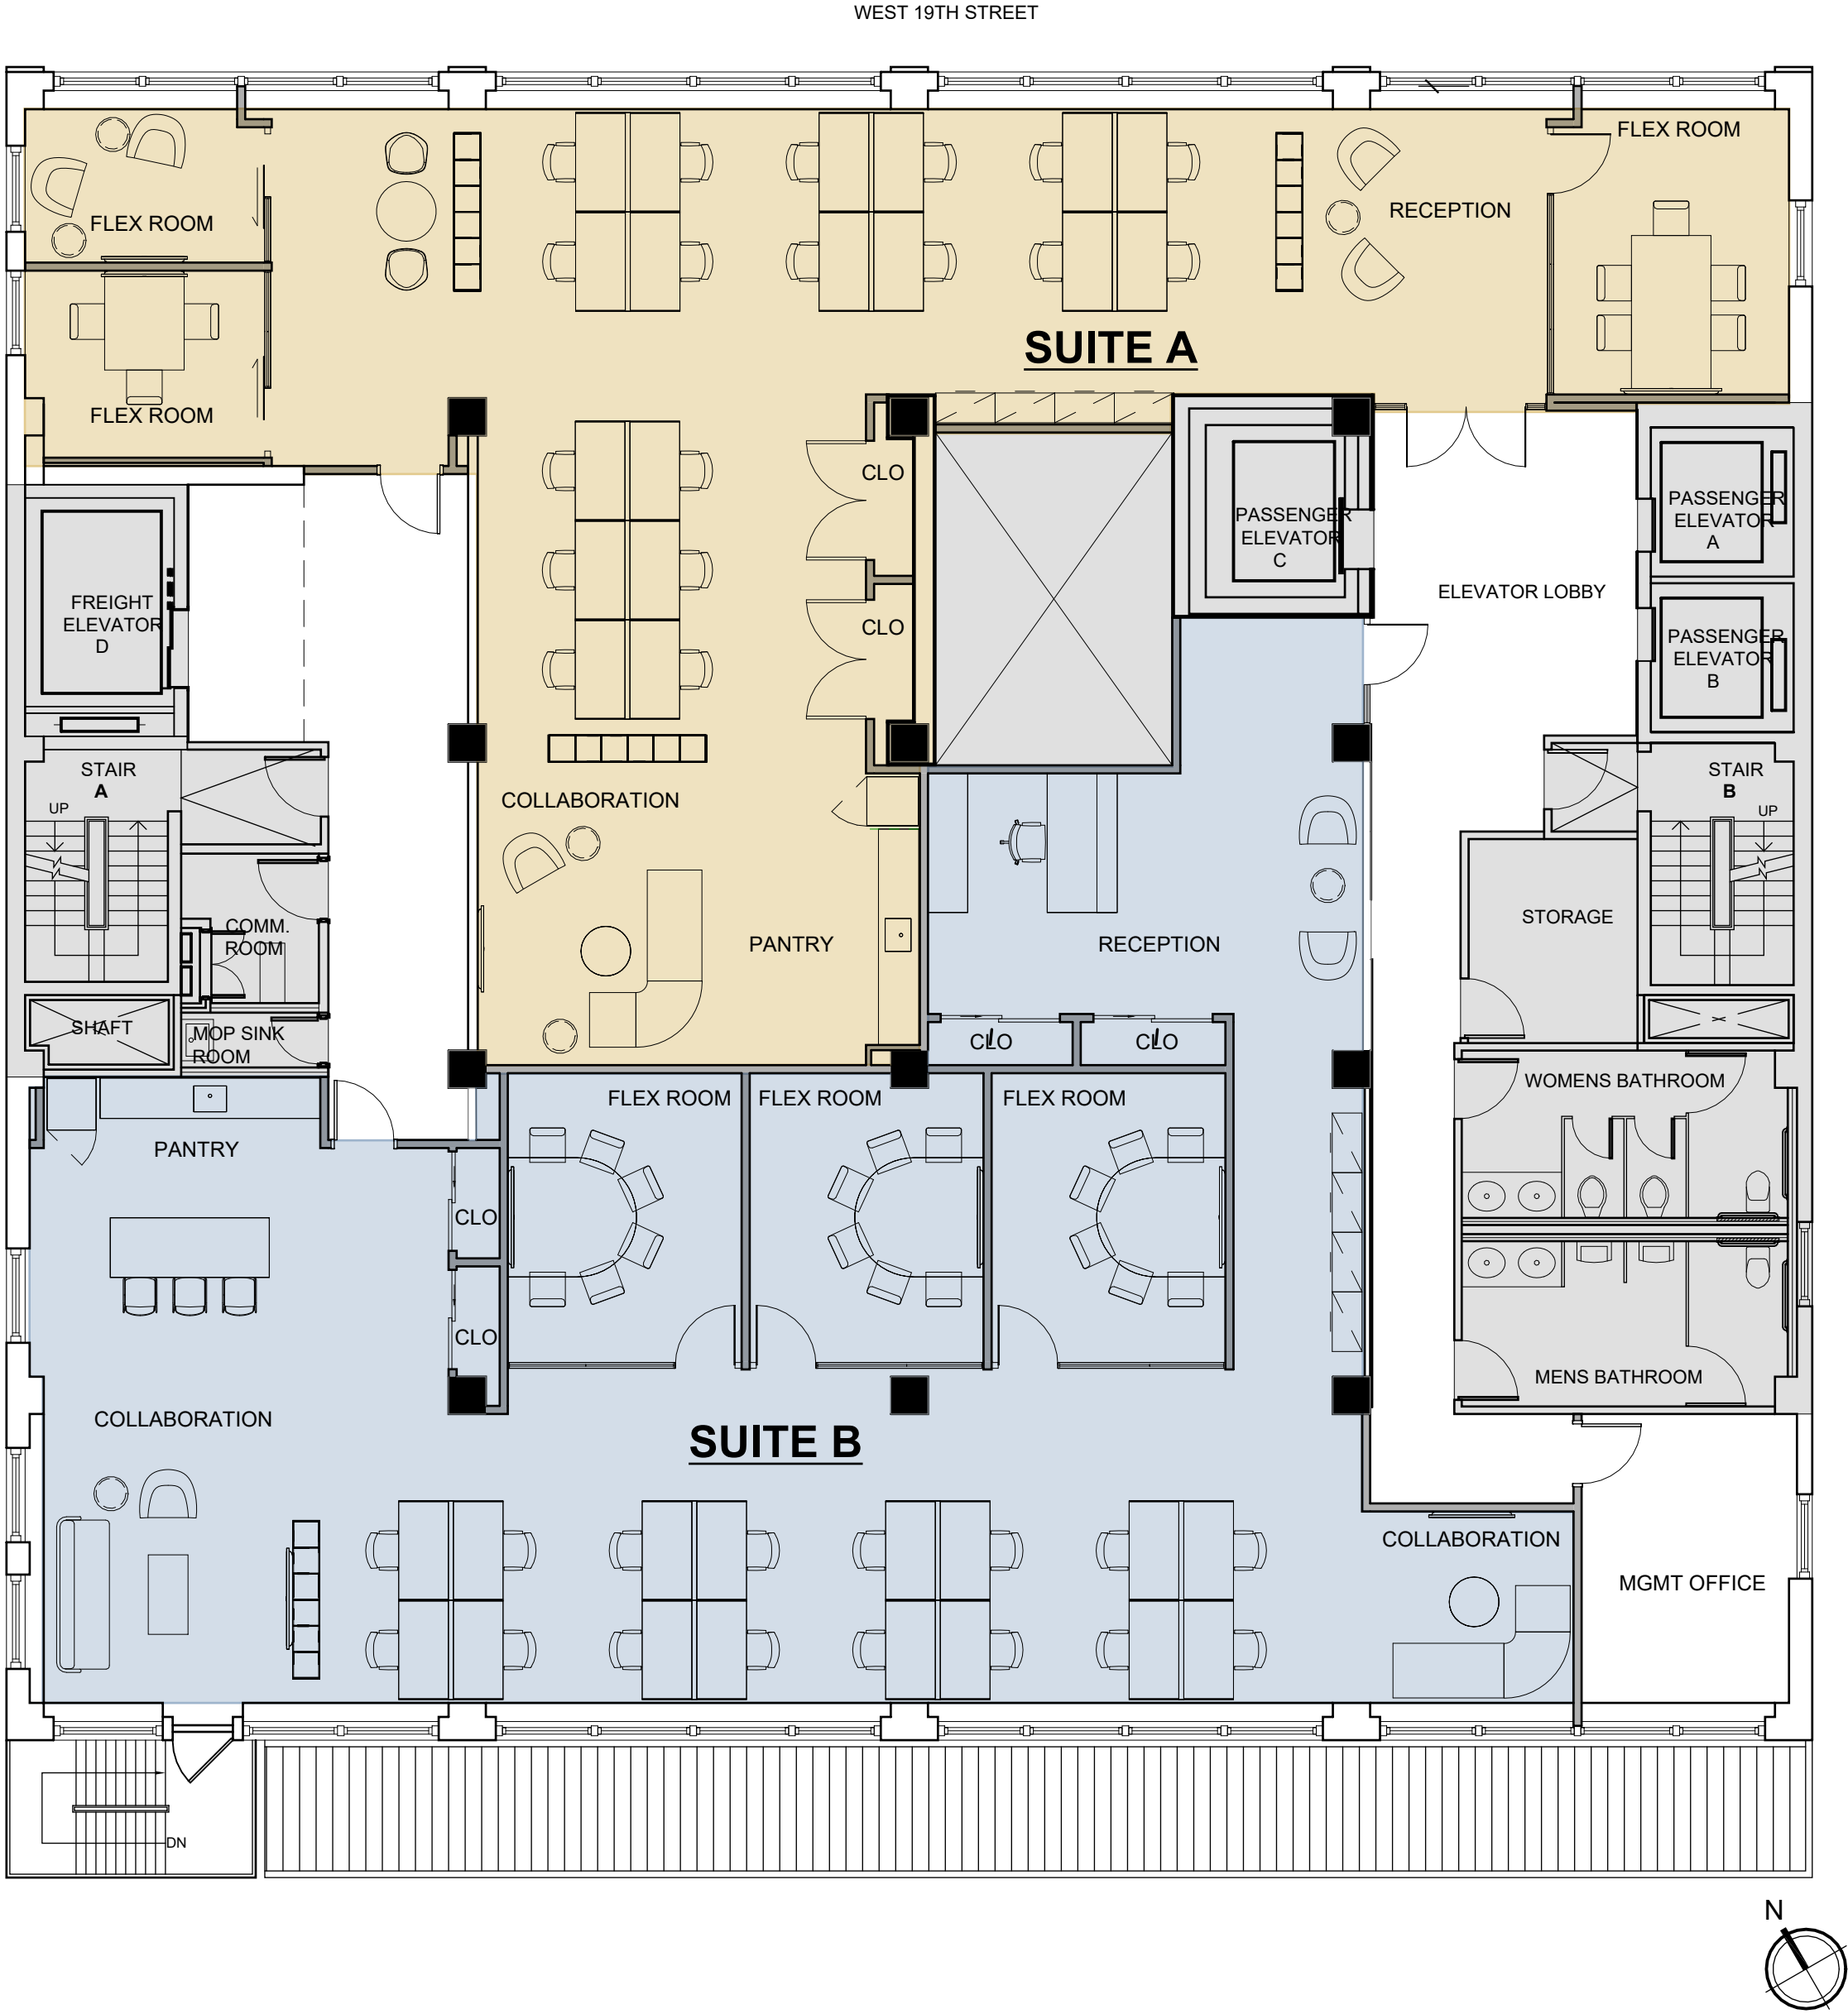 WEST 19TH STREET
FLEX ROOM
FLEX ROOM
RECEPTION
SUITE A
FLEX ROOM
CLO
PASSENGER
ELEVATOR
A
PASSENGER
ELEVATOR
C
ELEVATOR LOBBY
FREIGHT
ELEVATOR
D
CLO
PASSENGER
ELEVATOR
B
STAIR
A
UP
COLLABORATION
STAIR
B
UP
COMM.
ROOM
PANTRY
RECEPTION
STORAGE
SHAFT
MOP SINK
ROOM
CLO
CLO
FLEX ROOM
FLEX ROOM
FLEX ROOM
WOMENS BATHROOM
PANTRY
CLO
CLO
MENS BATHROOM
COLLABORATION
SUITE B
COLLABORATION
MGMT OFFICE
DN
N